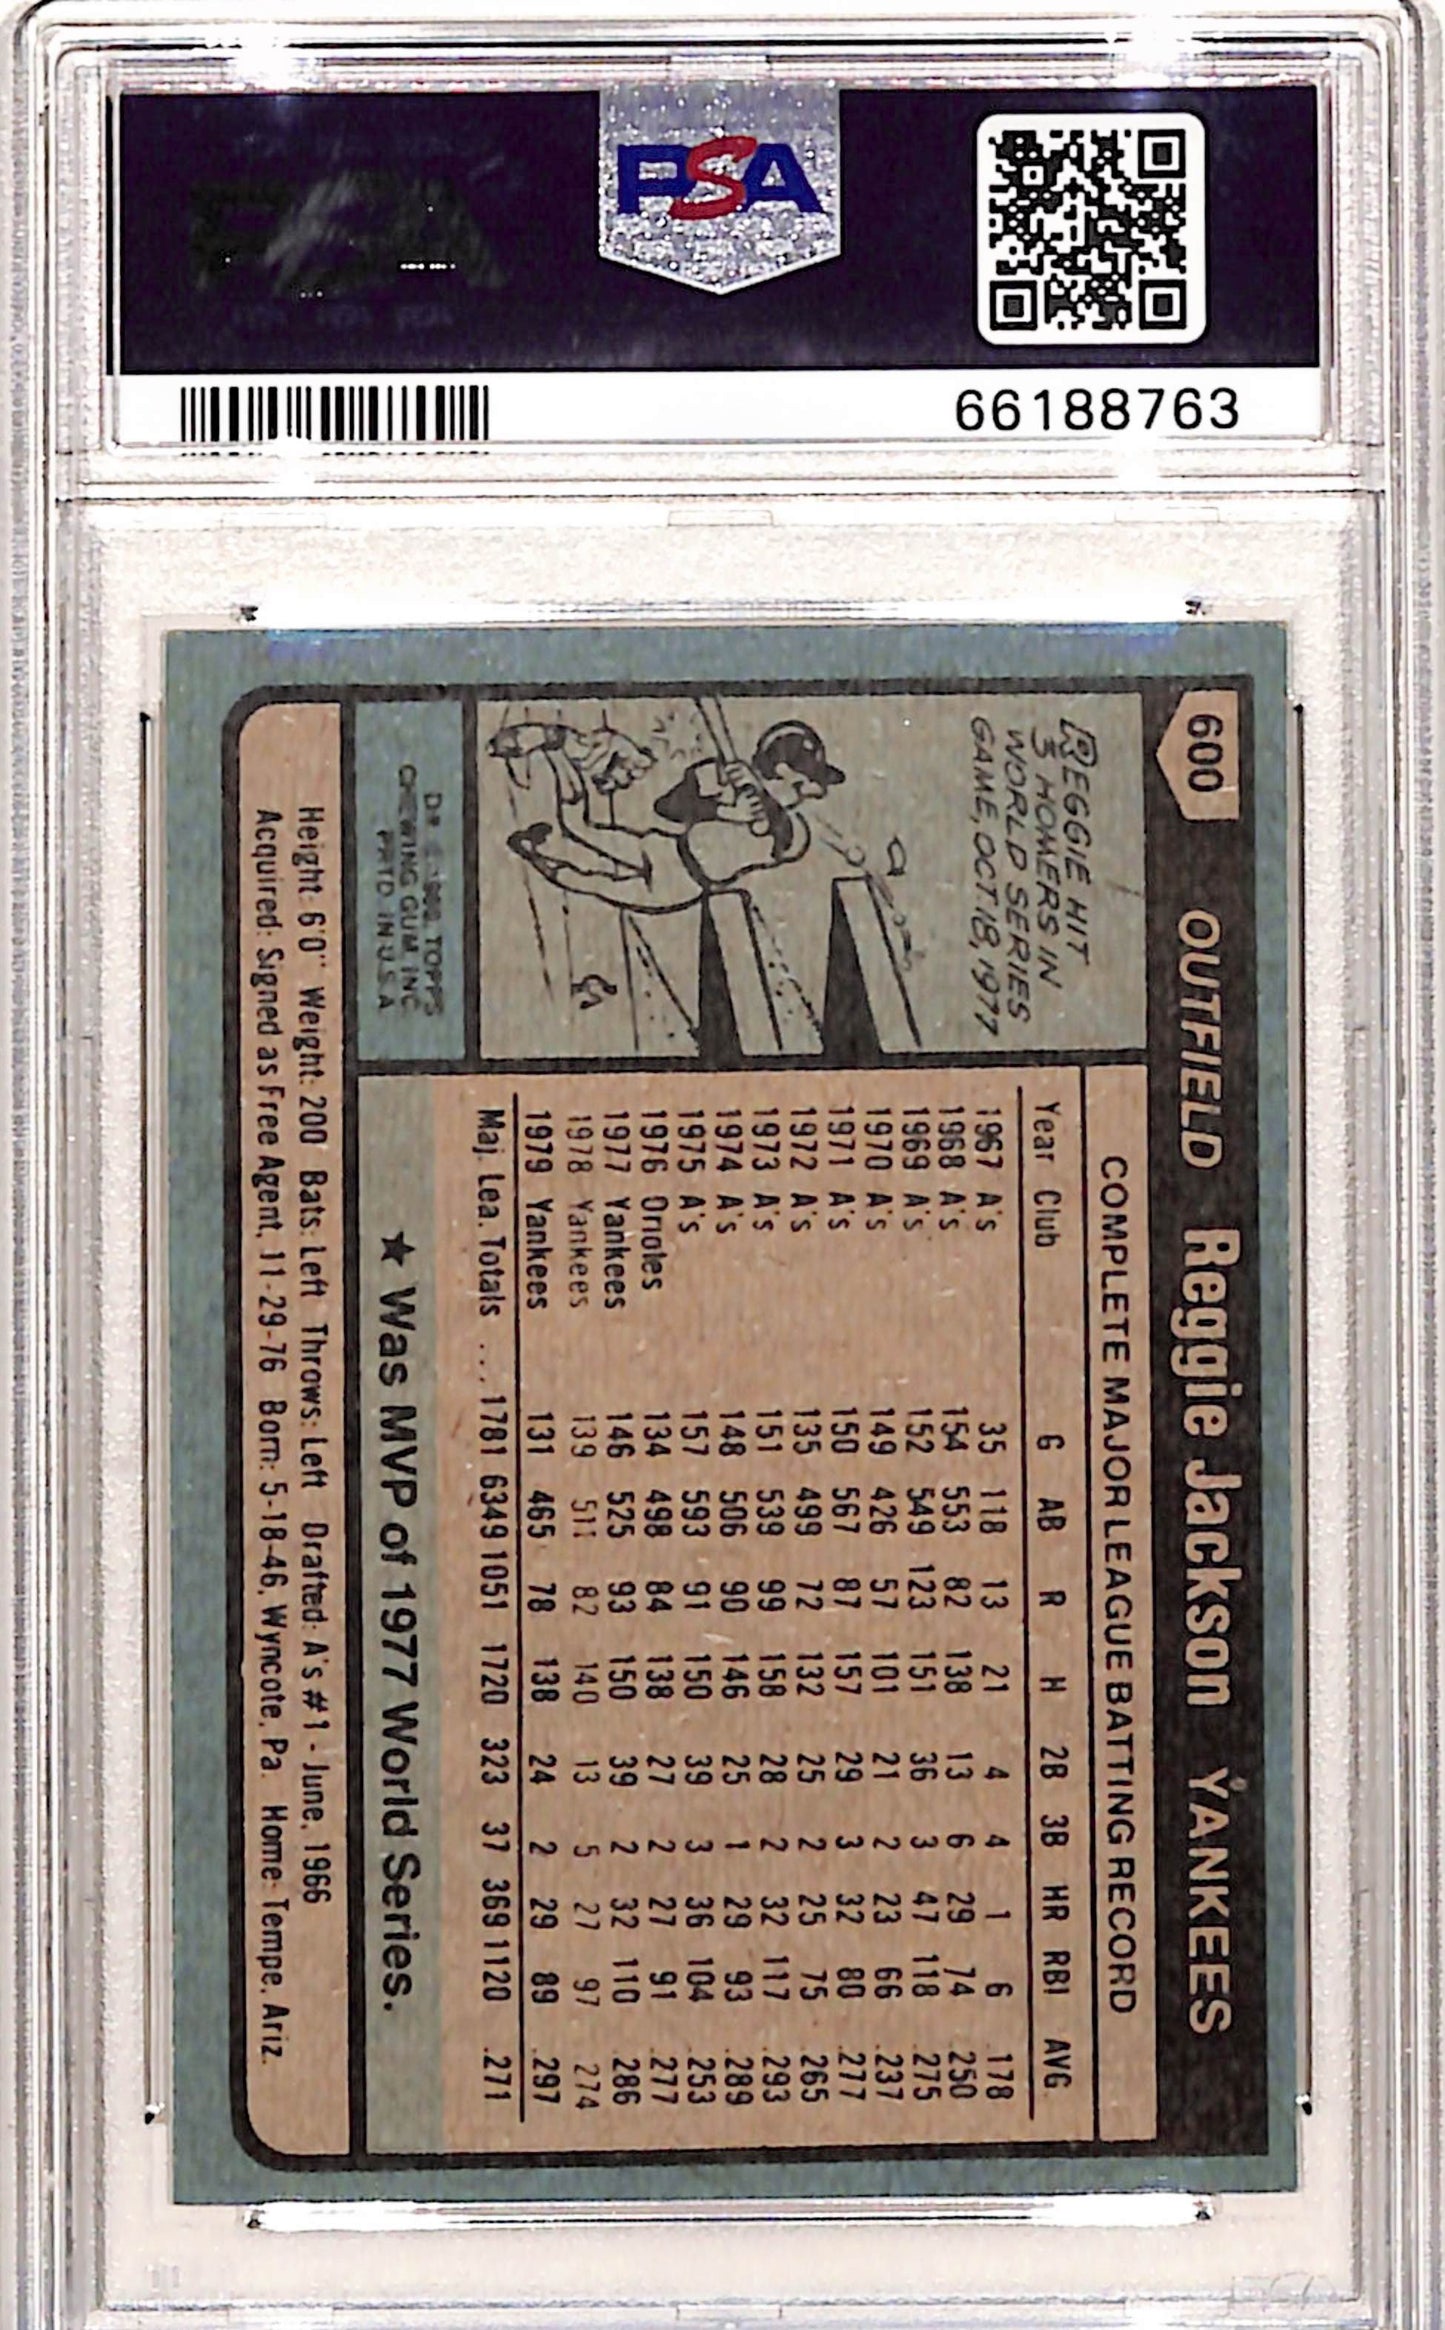 PSA
66188763
600 OUTFIELD Reggie Jackson YANKEES
REGGIE HIT
3 HOMERS IN
WORLD SERIES
GAME, OCT. 18, 1977
COMPLETE MAJOR LEAGUE BATTING RECORD
Year Club G AB R H 2B 3B HR RBI AVG.
1967 A's 35 118 13 21 4 4 1 6 .178
1968 A's 154 553 82 138 13 6 29 74 .250
1969 A's 152 549 123 151 36 3 47 118 .275
1970 A's 149 426 57 101 21 2 23 66 .237
1971 A's 150 567 87 157 29 3 32 80 .277
1972 A's 135 499 72 132 25 2 25 75 .265
1973 A's 151 539 99 158 28 2 32 117 .293
1974 A's 148 506 90 146 25 1 29 93 .289
1975 A's 157 593 91 150 39 3 36 104 .253
1976 Orioles 134 498 84 138 27 2 27 91 .277
1977 Yankees 146 525 93 150 39 2 32 110 .286
1978 Yankees 139 511 82 140 13 5 27 97 .274
1979 Yankees 131 465 78 138 24 2 29 89 .297
Maj. Lea. Totals ... 1781 6349 1051 1720 323 37 369 1120 .271
★ Was MVP of 1977 World Series.
TOPPS
CHEWING GUM, INC.
PRTD. IN U.S.A.
Height: 6'0" Weight: 200 Bats: Left Throws: Left Drafted: A's #1 - June, 1966
Acquired: Signed as Free Agent, 11-29-76 Born: 5-18-46, Wyncote, Pa. Home: Tempe, Ariz.